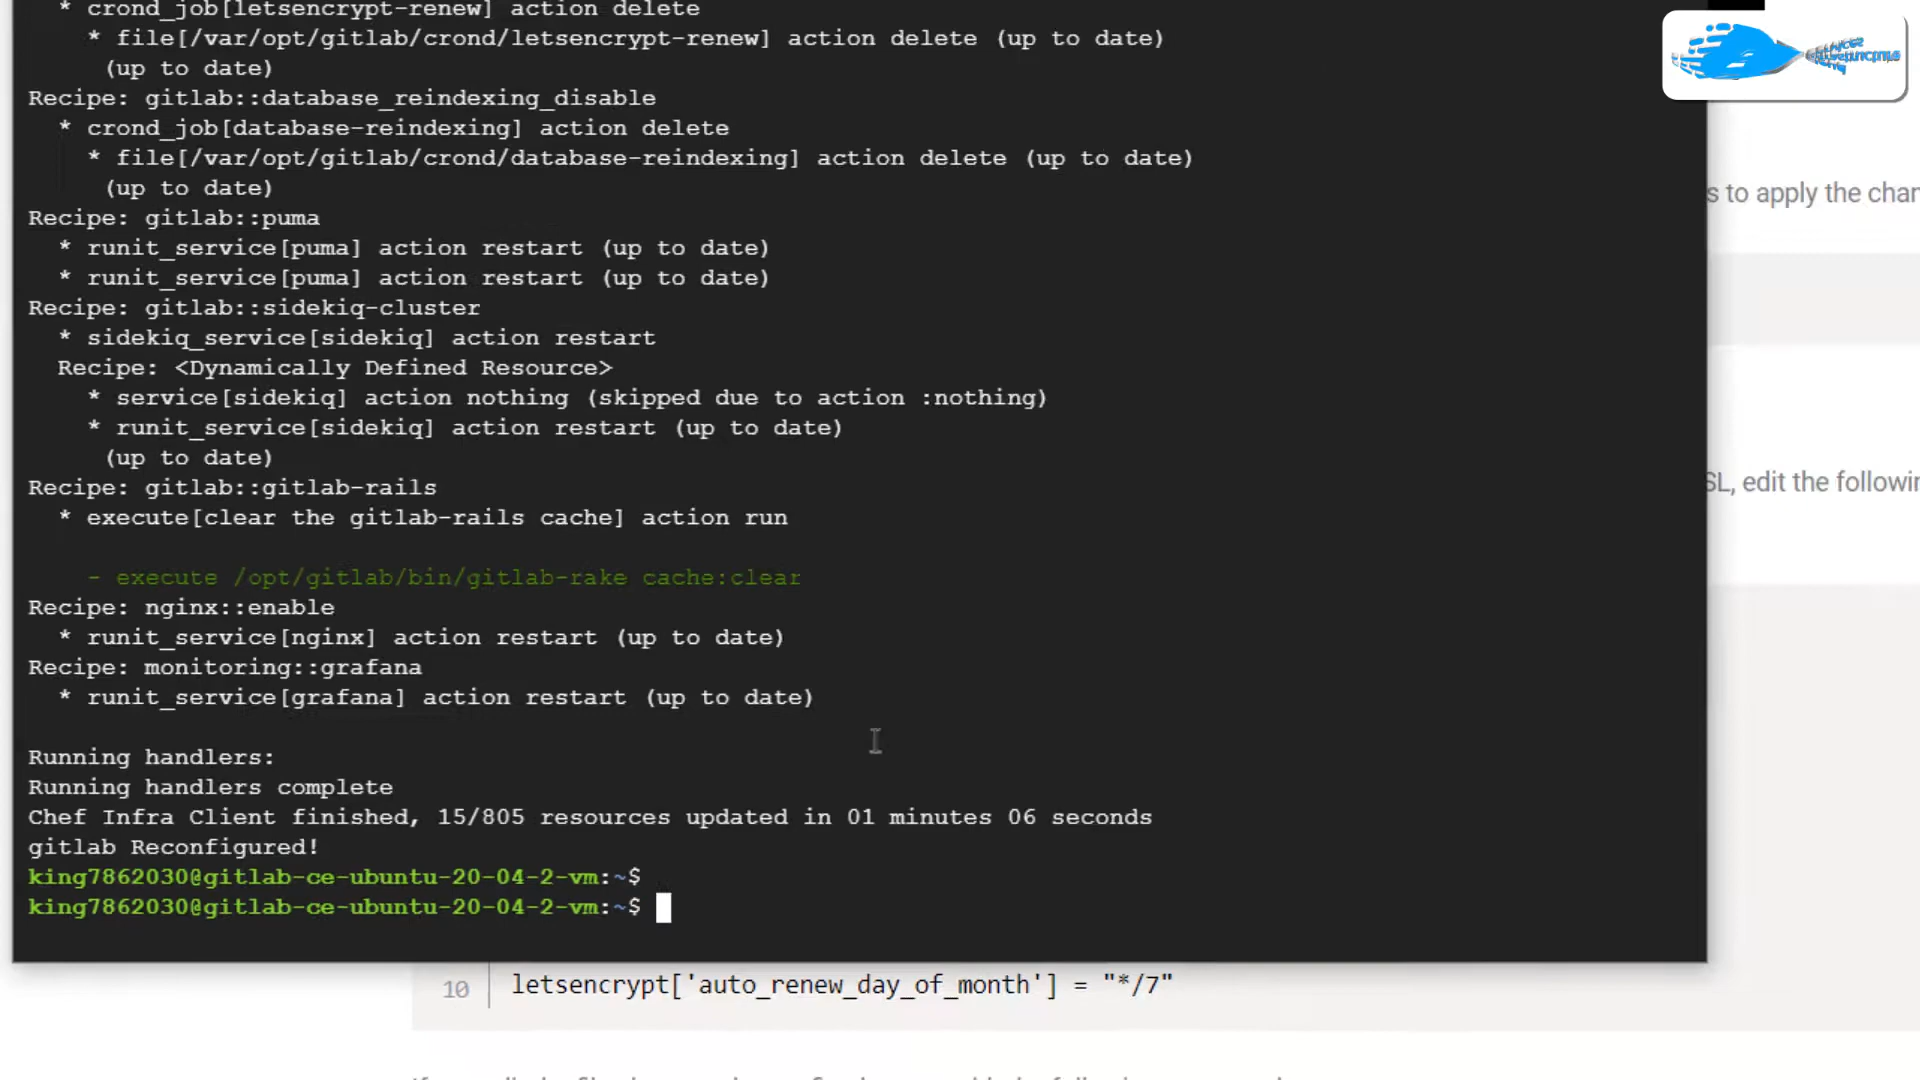 * crond_job[letsencrypt-renew] action delete
* file[/var/opt/gitlab/crond/letsencrypt-renew] action delete (up to date)
(up to date)
Recipe: gitlab::database_reindexing_disable
* crond_job[database-reindexing] action delete
* file[/var/opt/gitlab/crond/database-reindexing] action delete (up to date)
(up to date)
s to apply the chan
Recipe: gitlab::puma
* runit_service[puma] action restart (up to date)
* runit_service[puma] action restart (up to date)
Recipe: gitlab::sidekiq-cluster
* sidekiq_service[sidekiq] action restart
Recipe: <Dynamically Defined Resource>
* service[sidekiq] action nothing (skipped due to action :nothing)
* runit_service[sidekiq] action restart (up to date)
(up to date)
SL, edit the followin
Recipe: gitlab::gitlab-rails
* execute[clear the gitlab-rails cache] action run
- execute /opt/gitlab/bin/gitlab-rake cache:clear
Recipe: nginx::enable
* runit_service[nginx] action restart (up to date)
Recipe: monitoring::grafana
* runit_service[grafana] action restart (up to date)
Running handlers:
Running handlers complete
Chef Infra Client finished, 15/805 resources updated in 01 minutes 06 seconds
gitlab Reconfigured!
king7862030@gitlab-ce-ubuntu-20-04-2-vm:~$
king7862030@gitlab-ce-ubuntu-20-04-2-vm:~$
10 letsencrypt['auto_renew_day_of_month'] = "*/7"